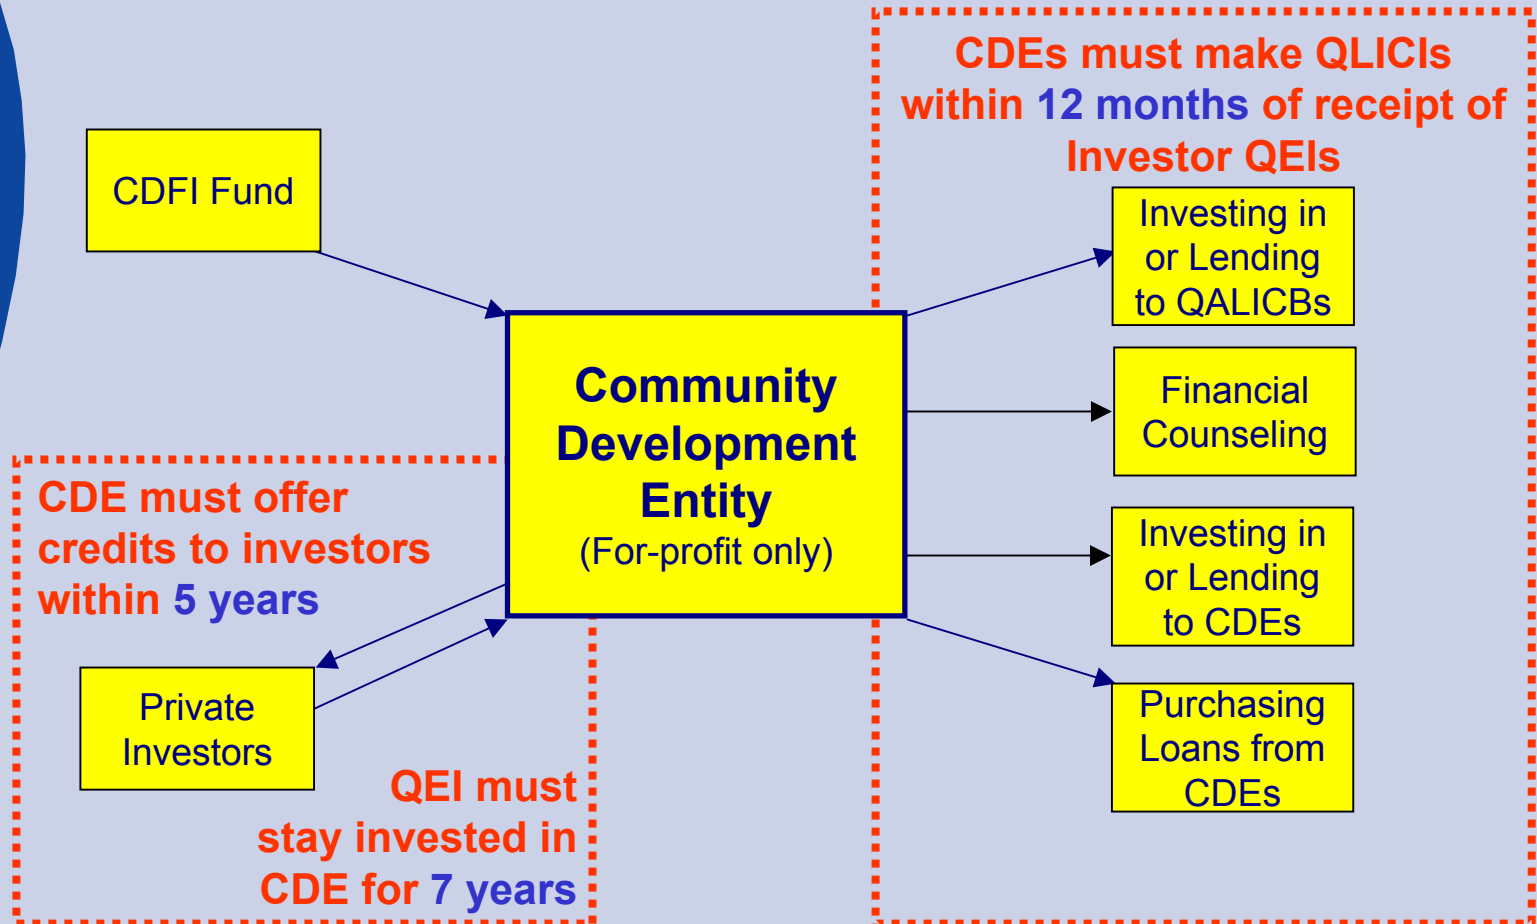 CDEs must make QLICIs
within 12 months of receipt of
Investor QEIs
CDFI Fund
Investing in
or Lending
to QALICBs
Community
Development
Entity
(For-profit only)
Financial
Counseling
CDE must offer
credits to investors
within 5 years
Investing in
or Lending
to CDEs
Private
Investors
Purchasing
Loans from
CDEs
QEI must
stay invested in
CDE for 7 years